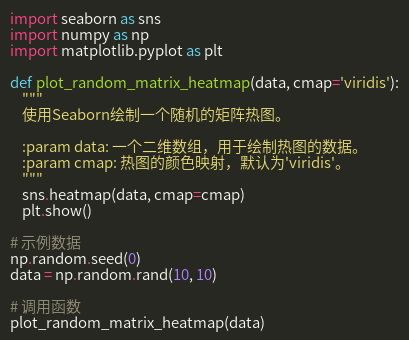 import seaborn as sns
import numpy as np
import matplotlib.pyplot as plt

def plot_random_matrix_heatmap(data, cmap='viridis'):
    """
    使用Seaborn绘制一个随机的矩阵热图。

    :param data: 一个二维数组，用于绘制热图的数据。
    :param cmap: 热图的颜色映射，默认为'viridis'。
    """
    sns.heatmap(data, cmap=cmap)
    plt.show()

# 示例数据
np.random.seed(0)
data = np.random.rand(10, 10)

# 调用函数
plot_random_matrix_heatmap(data)